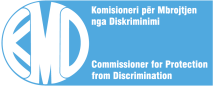 KMD
Komisioneri për Mbrojtjen
nga Diskriminimi
Commissioner for Protection
from Discrimination